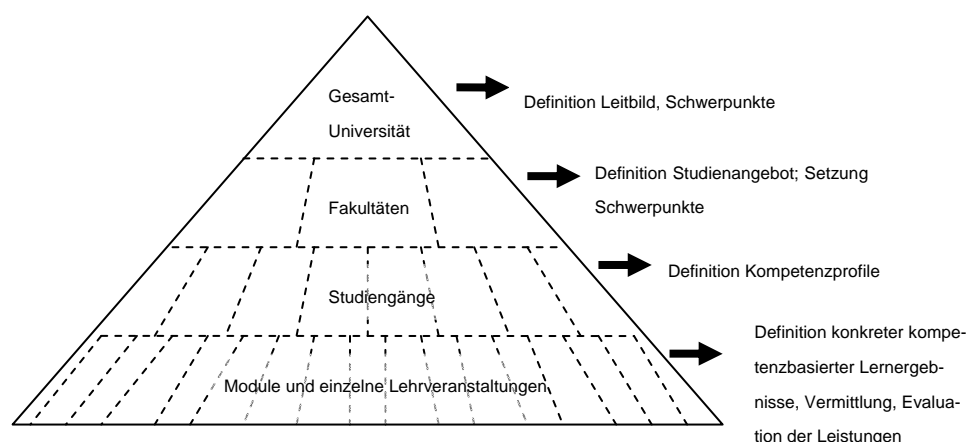 Gesamt-
Universität
Definition Leitbild, Schwerpunkte
Fakultäten
Definition Studienangebot; Setzung
Schwerpunkte
Studiengänge
Definition Kompetenzprofile
Module und einzelne Lehrveranstaltungen
Definition konkreter kompe-
tenzbasierter Lernergeb-
nisse, Vermittlung, Evalua-
tion der Leistungen